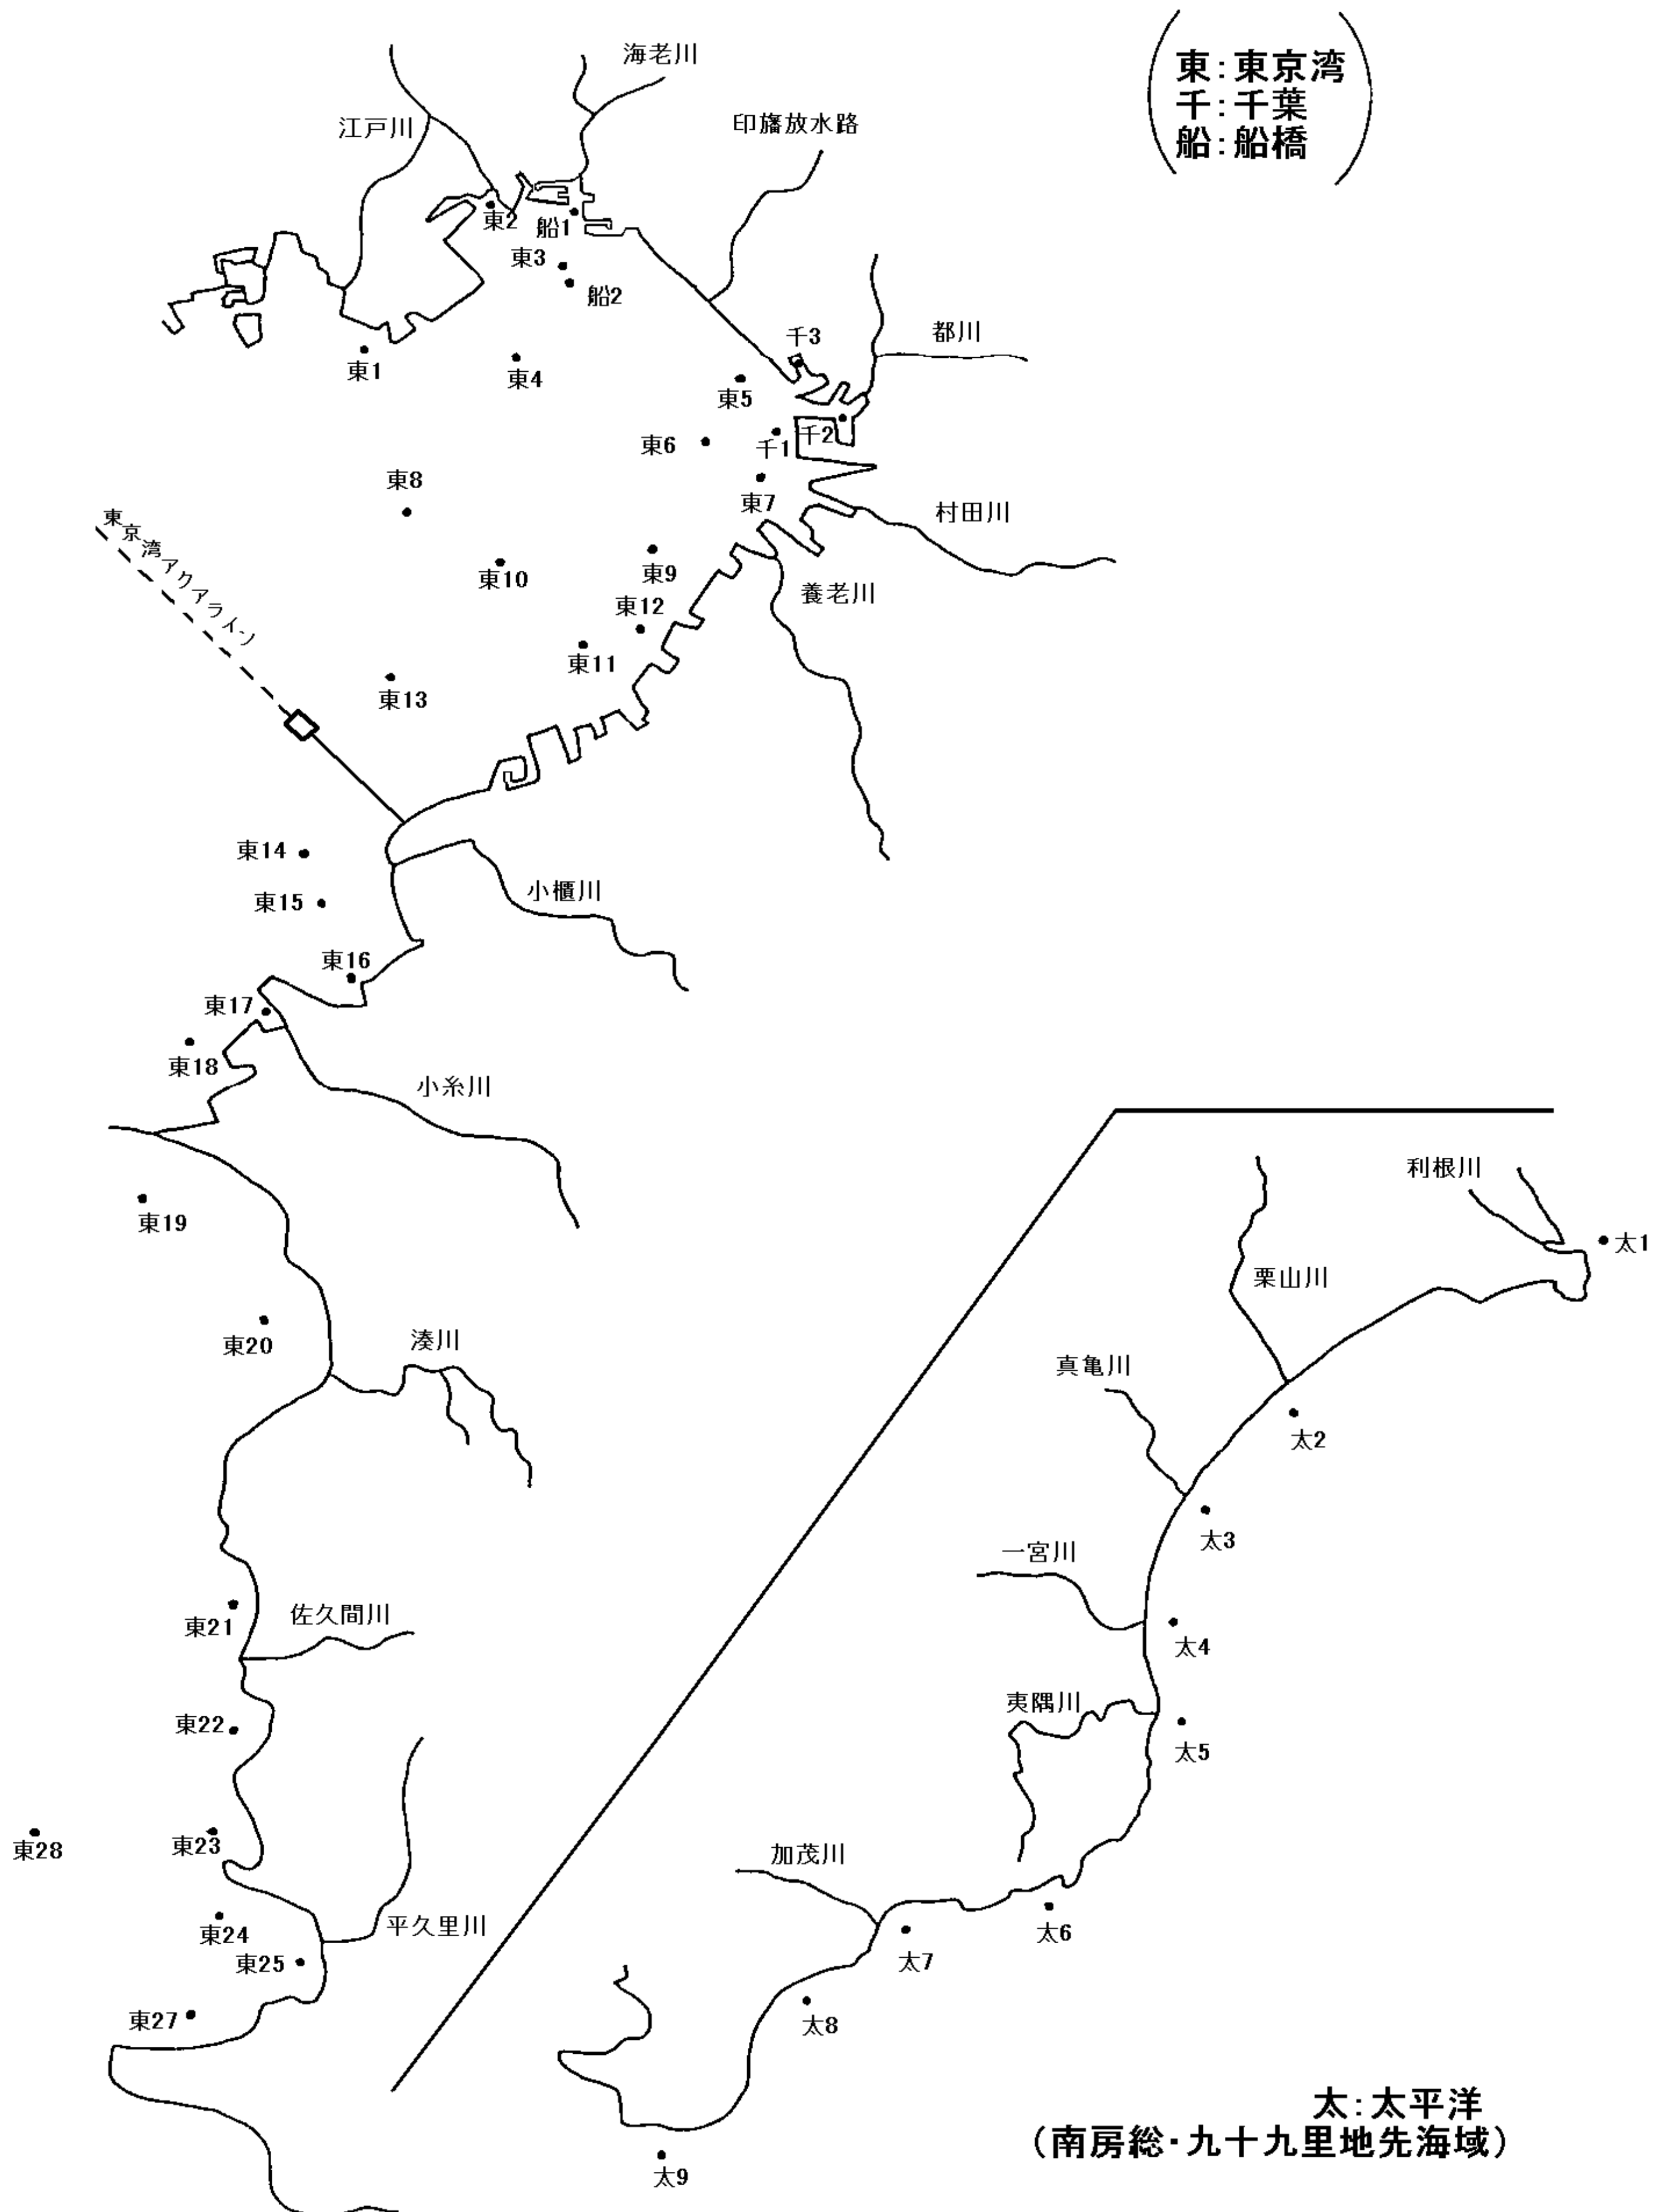 東:東京湾
千:千葉
船:船橋
海老川
江戸川
印旛放水路
東2
船1
東3
船2
都川
千3
東1
東4
東5
千2
千1
東6
東7
東8
村田川
東京湾アクアライン
東10
東9
養老川
東12
東11
東13
東14
小櫃川
東15
東16
東17
東18
小糸川
東19
東20
湊川
東21
佐久間川
東22
東23
東28
東24
平久里川
東25
東27
利根川
太1
栗山川
真亀川
太2
太3
一宮川
太4
夷隅川
太5
加茂川
太6
太7
太8
太9
太:太平洋
(南房総・九十九里地先海域)